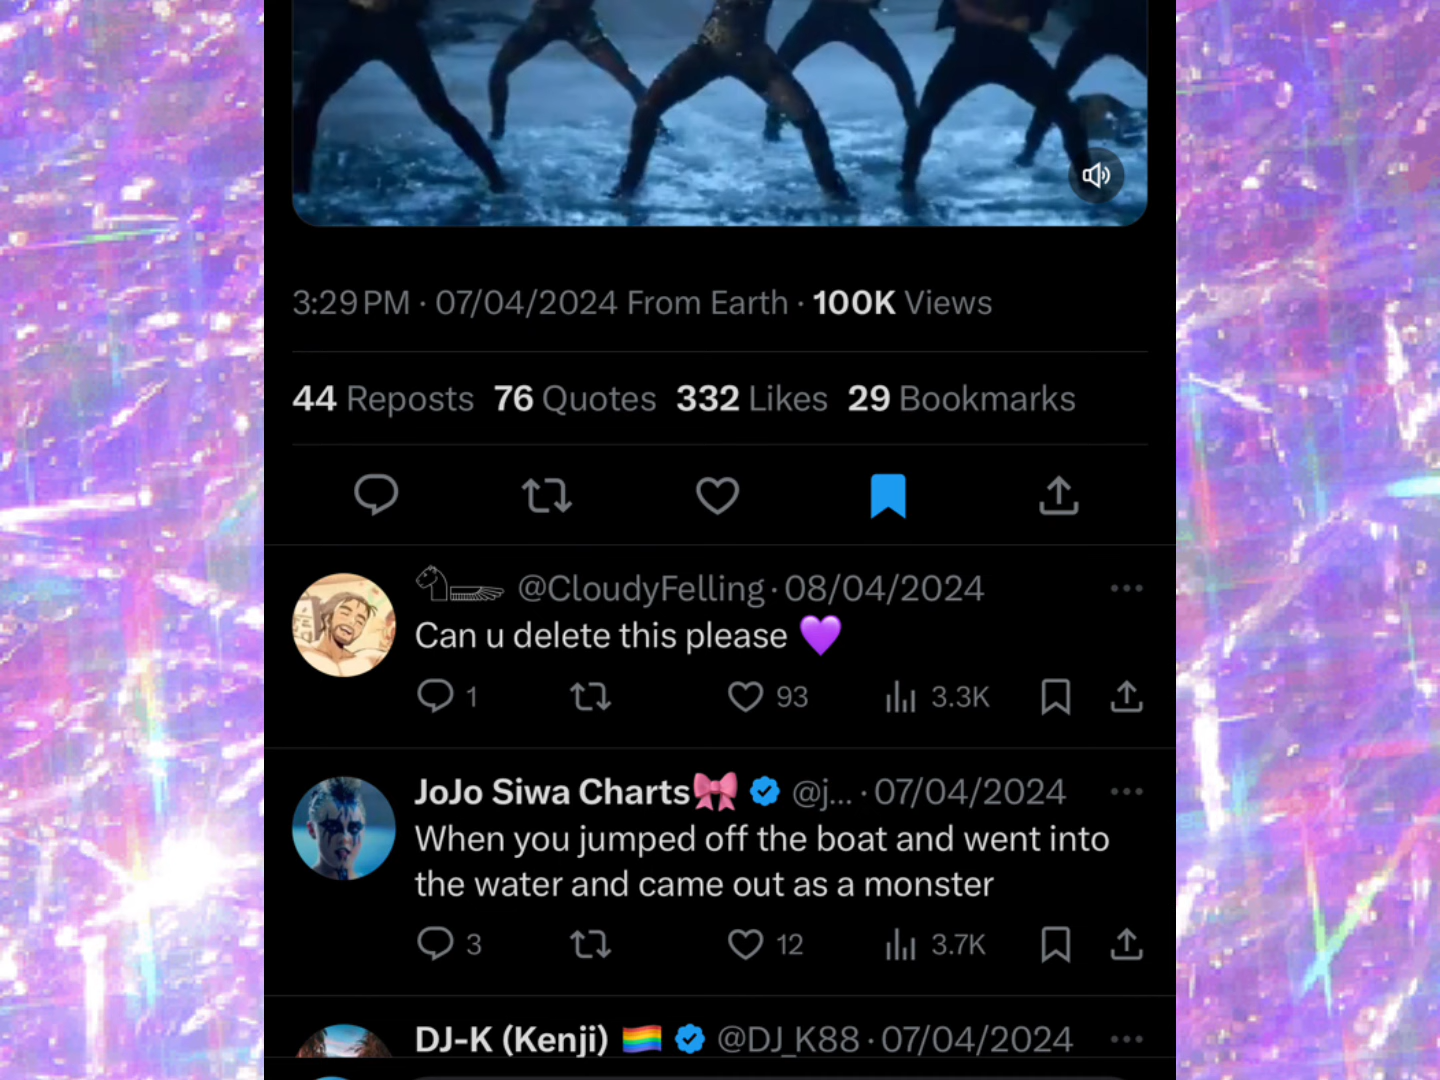 3:29 PM · 07/04/2024 From Earth · 100K Views
44 Reposts 76 Quotes 332 Likes 29 Bookmarks
𓃗𓆃 @CloudyFelling · 08/04/2024
Can u delete this please 💜
1 93 3.3K
JoJo Siwa Charts🎀 @j... · 07/04/2024
When you jumped off the boat and went into
the water and came out as a monster
3 12 3.7K
DJ-K (Kenji) 🏳️‍🌈 @DJ_K88 · 07/04/2024